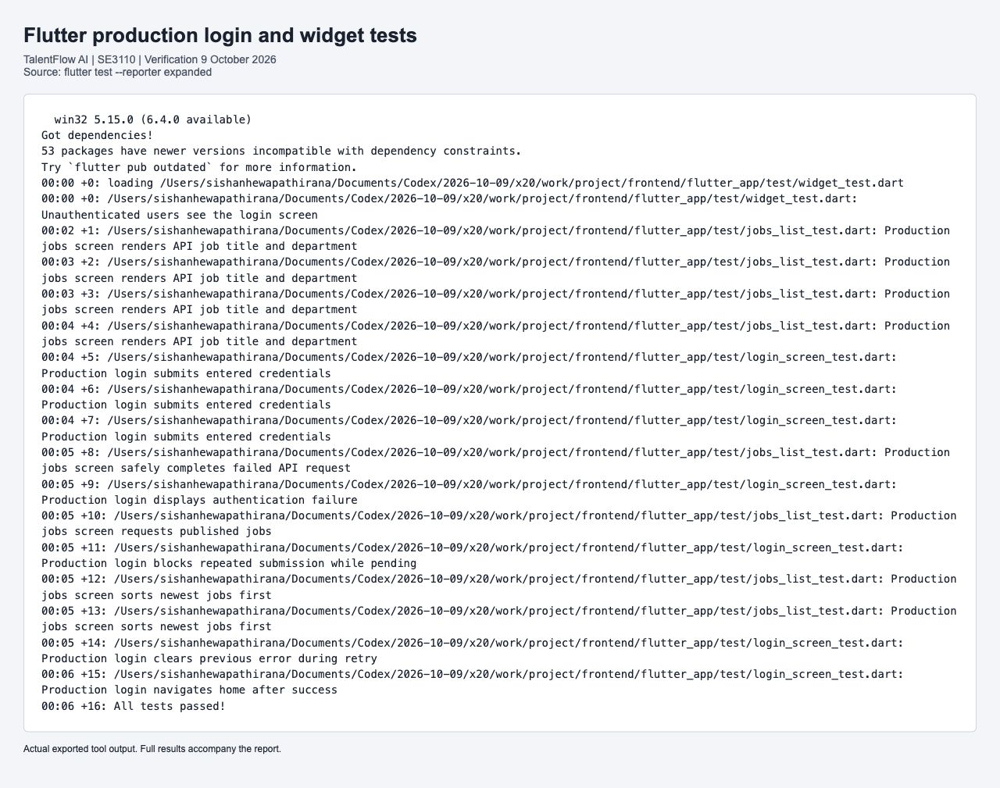 Flutter production login and widget tests
TalentFlow AI | SE3110 | Verification 9 October 2026
Source: flutter test --reporter expanded
win32 5.15.0 (6.4.0 available)
Got dependencies!
53 packages have newer versions incompatible with dependency constraints.
Try `flutter pub outdated` for more information.
00:00 +0: loading /Users/sishanhewapathirana/Documents/Codex/2026-10-09/x20/work/project/frontend/flutter_app/test/widget_test.dart
00:00 +0: /Users/sishanhewapathirana/Documents/Codex/2026-10-09/x20/work/project/frontend/flutter_app/test/widget_test.dart:
Unauthenticated users see the login screen
00:02 +1: /Users/sishanhewapathirana/Documents/Codex/2026-10-09/x20/work/project/frontend/flutter_app/test/jobs_list_test.dart: Production
jobs screen renders API job title and department
00:03 +2: /Users/sishanhewapathirana/Documents/Codex/2026-10-09/x20/work/project/frontend/flutter_app/test/jobs_list_test.dart: Production
jobs screen renders API job title and department
00:03 +3: /Users/sishanhewapathirana/Documents/Codex/2026-10-09/x20/work/project/frontend/flutter_app/test/jobs_list_test.dart: Production
jobs screen renders API job title and department
00:04 +4: /Users/sishanhewapathirana/Documents/Codex/2026-10-09/x20/work/project/frontend/flutter_app/test/jobs_list_test.dart: Production
jobs screen renders API job title and department
00:04 +5: /Users/sishanhewapathirana/Documents/Codex/2026-10-09/x20/work/project/frontend/flutter_app/test/login_screen_test.dart:
Production login submits entered credentials
00:04 +6: /Users/sishanhewapathirana/Documents/Codex/2026-10-09/x20/work/project/frontend/flutter_app/test/login_screen_test.dart:
Production login submits entered credentials
00:04 +7: /Users/sishanhewapathirana/Documents/Codex/2026-10-09/x20/work/project/frontend/flutter_app/test/login_screen_test.dart:
Production login submits entered credentials
00:05 +8: /Users/sishanhewapathirana/Documents/Codex/2026-10-09/x20/work/project/frontend/flutter_app/test/jobs_list_test.dart: Production
jobs screen safely completes failed API request
00:05 +9: /Users/sishanhewapathirana/Documents/Codex/2026-10-09/x20/work/project/frontend/flutter_app/test/login_screen_test.dart:
Production login displays authentication failure
00:05 +10: /Users/sishanhewapathirana/Documents/Codex/2026-10-09/x20/work/project/frontend/flutter_app/test/jobs_list_test.dart: Production
jobs screen requests published jobs
00:05 +11: /Users/sishanhewapathirana/Documents/Codex/2026-10-09/x20/work/project/frontend/flutter_app/test/login_screen_test.dart:
Production login blocks repeated submission while pending
00:05 +12: /Users/sishanhewapathirana/Documents/Codex/2026-10-09/x20/work/project/frontend/flutter_app/test/jobs_list_test.dart: Production
jobs screen sorts newest jobs first
00:05 +13: /Users/sishanhewapathirana/Documents/Codex/2026-10-09/x20/work/project/frontend/flutter_app/test/jobs_list_test.dart: Production
jobs screen sorts newest jobs first
00:05 +14: /Users/sishanhewapathirana/Documents/Codex/2026-10-09/x20/work/project/frontend/flutter_app/test/login_screen_test.dart:
Production login clears previous error during retry
00:06 +15: /Users/sishanhewapathirana/Documents/Codex/2026-10-09/x20/work/project/frontend/flutter_app/test/login_screen_test.dart:
Production login navigates home after success
00:06 +16: All tests passed!
Actual exported tool output. Full results accompany the report.